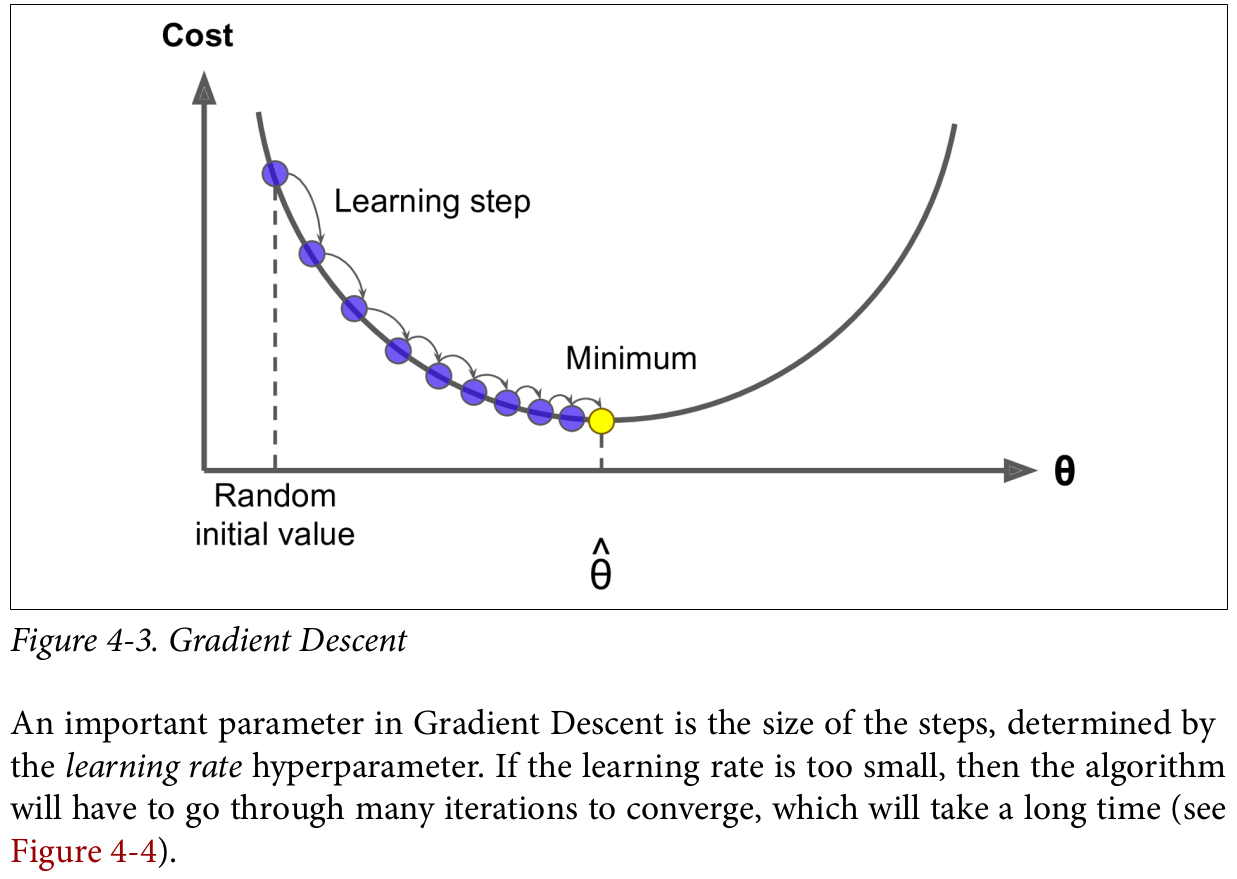 Cost
Learning step
Minimum
θ
Random
initial value
θ̂
Figure 4-3. Gradient Descent
An important parameter in Gradient Descent is the size of the steps, determined by
the learning rate hyperparameter. If the learning rate is too small, then the algorithm
will have to go through many iterations to converge, which will take a long time (see
Figure 4-4).